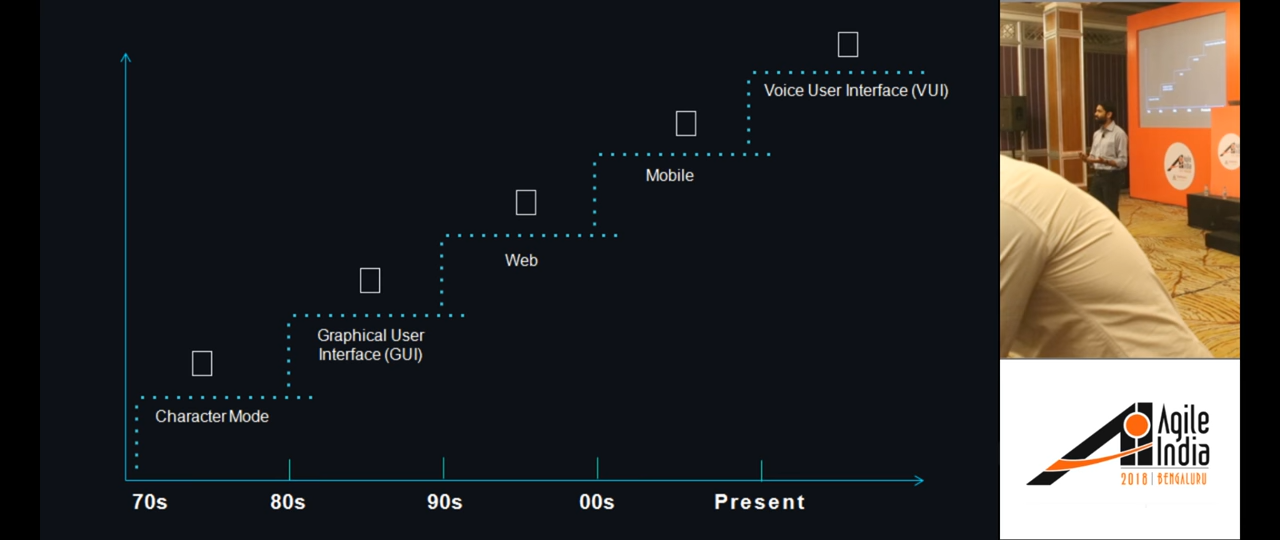 Voice User Interface (VUI)
Mobile
Web
Graphical User
Interface (GUI)
Character Mode
70s
80s
90s
00s
Present
Agile
India
2018 | BENGALURU